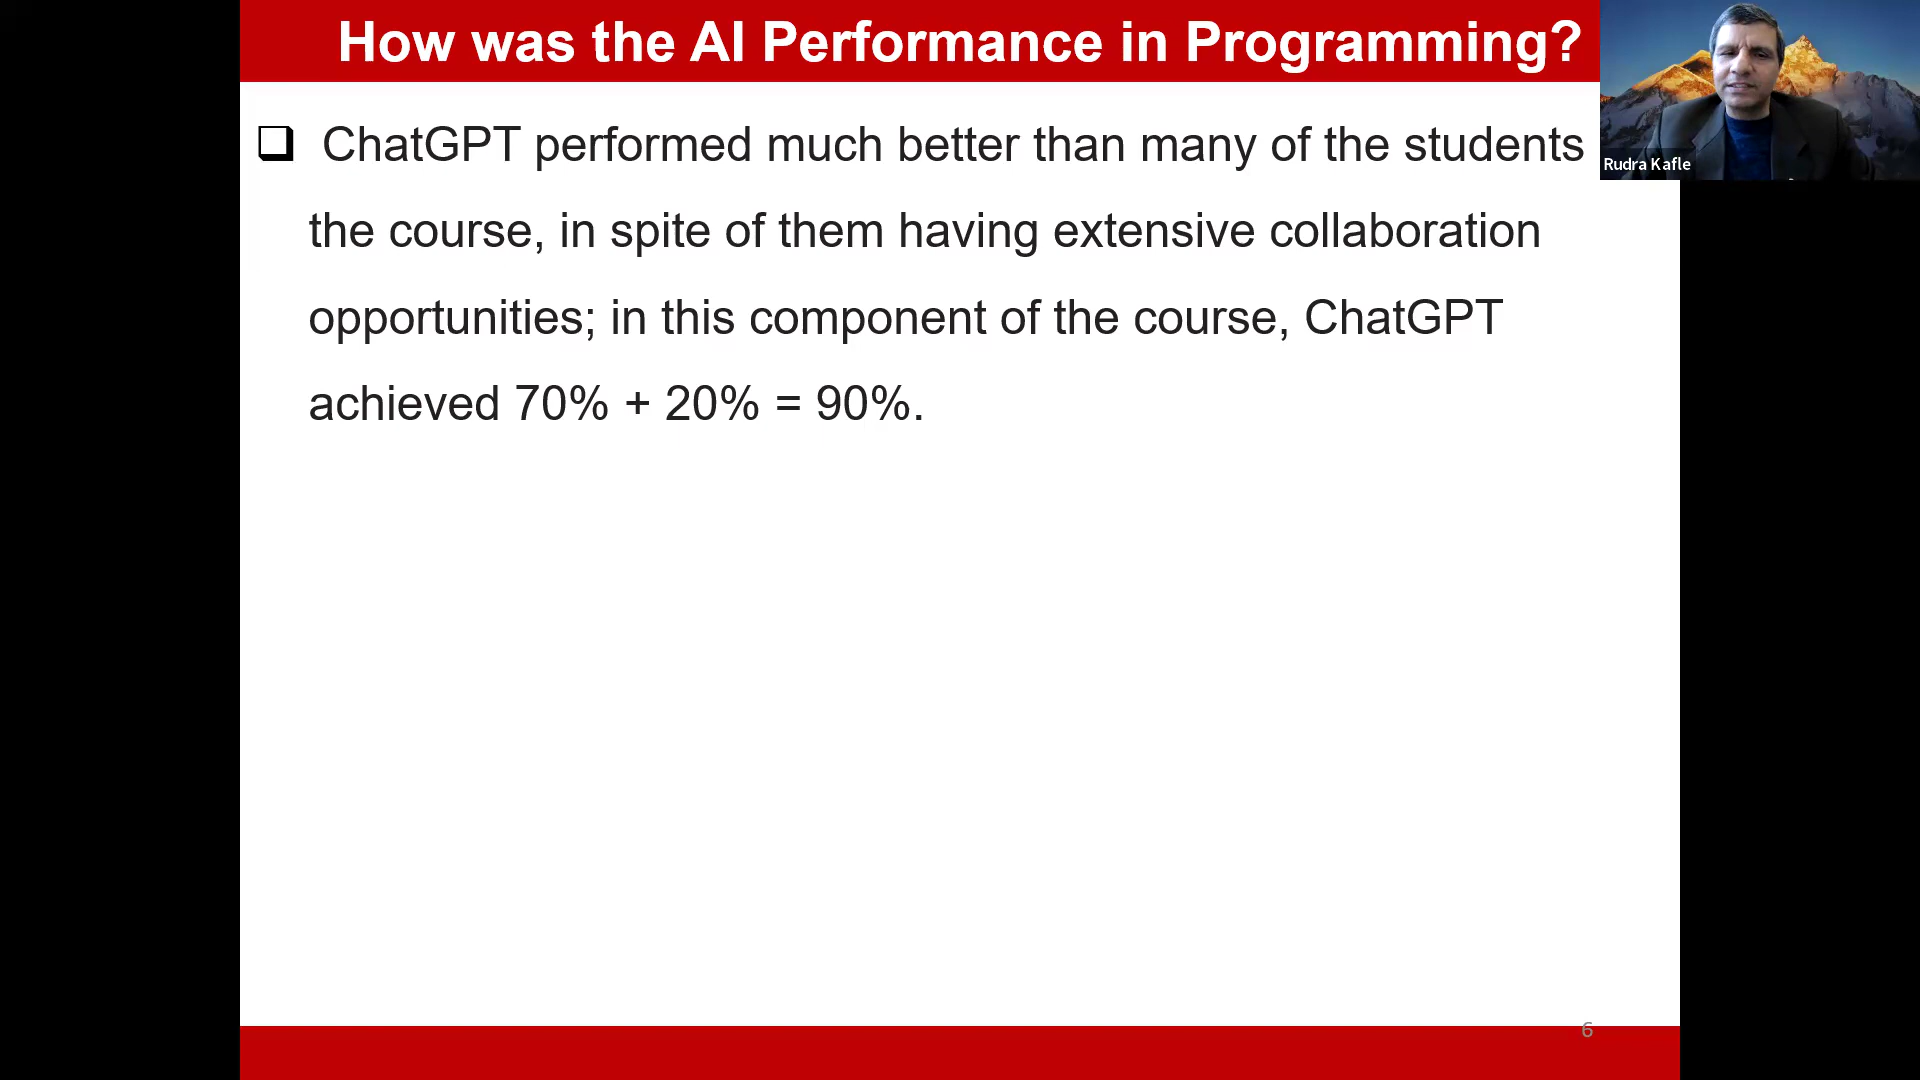 How was the AI Performance in Programming?
ChatGPT performed much better than many of the students
the course, in spite of them having extensive collaboration
opportunities; in this component of the course, ChatGPT
achieved 70% + 20% = 90%.
Rudra Kafle
6